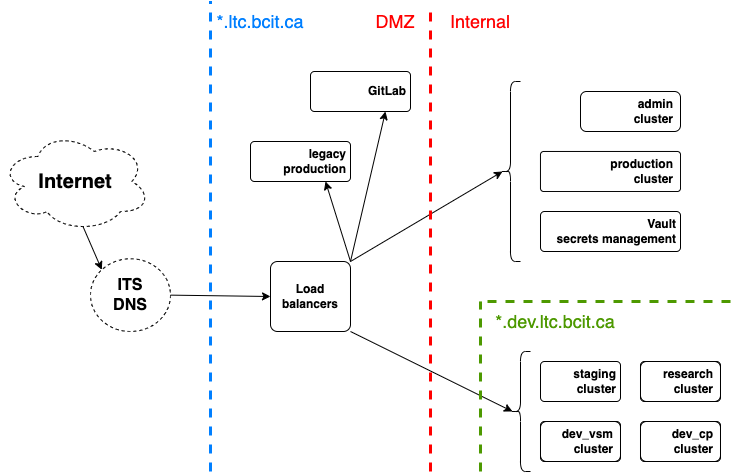 *.ltc.bcit.ca
DMZ
Internal
GitLab
legacy
production
admin
cluster
production
cluster
Vault
secrets management
Internet
ITS
DNS
Load
balancers
*.dev.ltc.bcit.ca
staging
cluster
research
cluster
dev_vsm
cluster
dev_cp
cluster